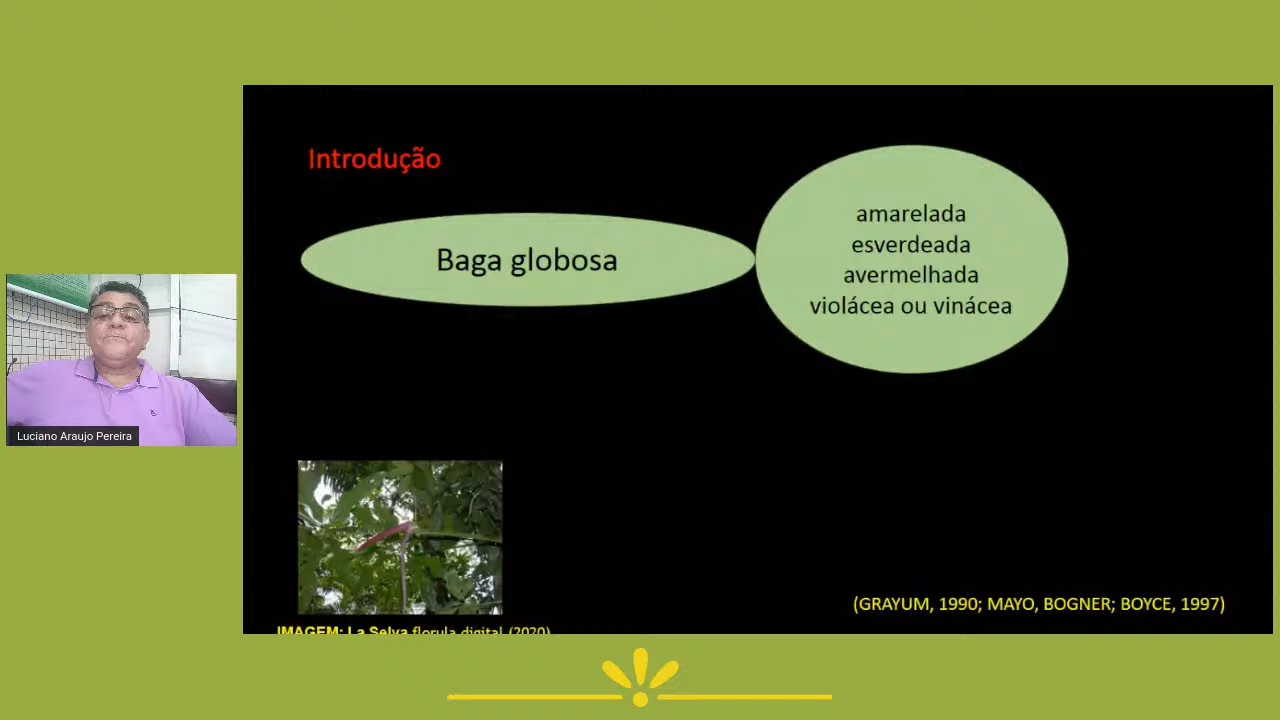 Introdução
Baga globosa
amarelada
esverdeada
avermelhada
violácea ou vinácea
Luciano Araujo Pereira
(GRAYUM, 1990; MAYO, BOGNER; BOYCE, 1997)
IMAGEM: La Selva florula digital (2020)